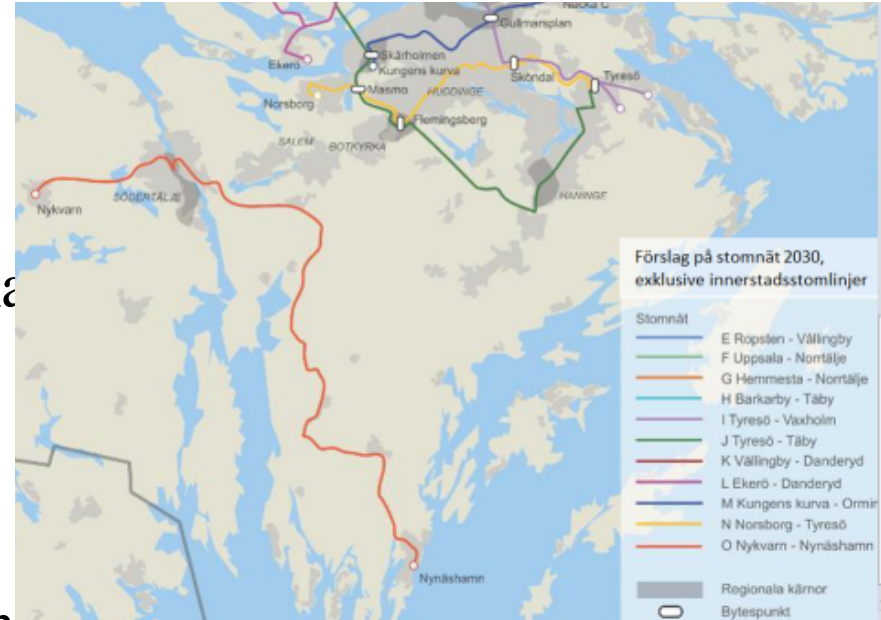 Nacka C
Gullmarsplan
Skärholmen
Ekerö
Kungens kurva
Sköndal
Tyresö
Masmo
HUDDINGE
Norsborg
Flemingsberg
SALEM
BOTKYRKA
SÖDERTÄLJE
HANINGE
Nykvarn
Förslag på stomnät 2030,
exklusive innerstadsstomlinjer
Stomnät
E Ropsten - Vällingby
F Uppsala - Norrtälje
G Hemmesta - Norrtälje
H Barkarby - Täby
I Tyresö - Vaxholm
J Tyresö - Täby
K Vällingby - Danderyd
L Ekerö - Danderyd
M Kungens kurva - Ormin
N Norsborg - Tyresö
O Nykvarn - Nynäshamn
Nynäshamn
Regionala kärnor
Bytespunkt